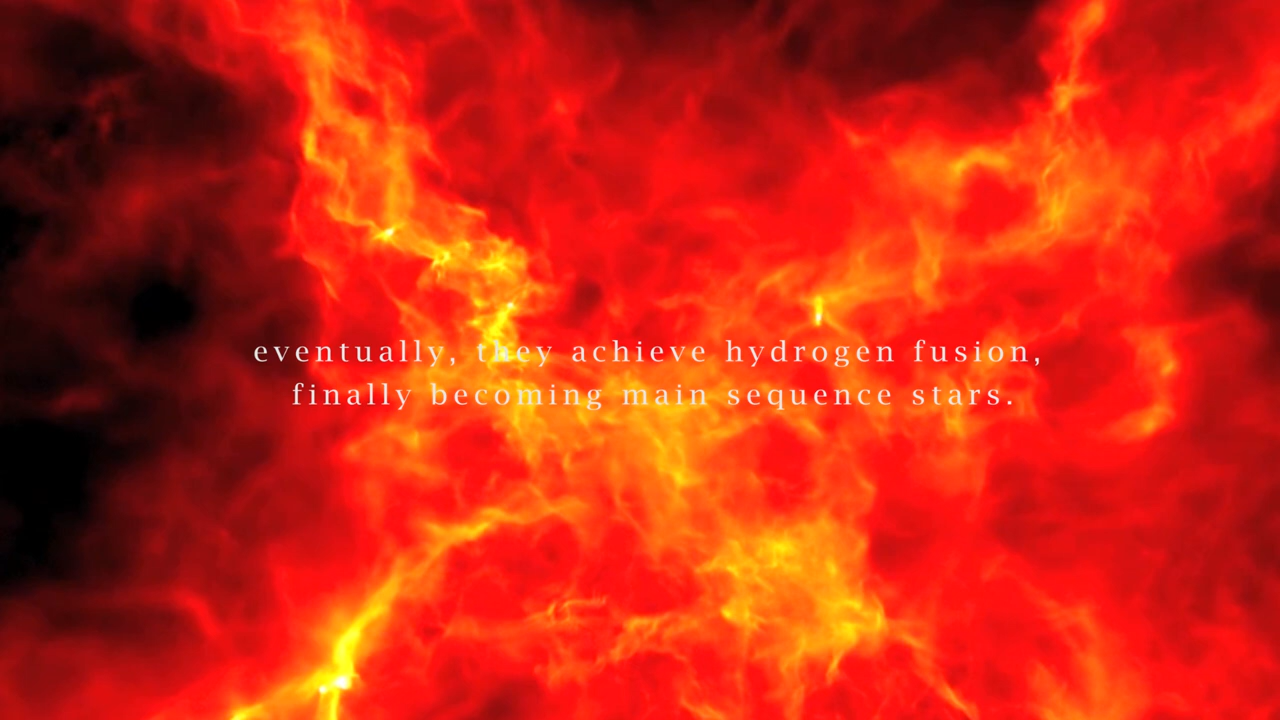 eventually, they achieve hydrogen fusion,
finally becoming main sequence stars.